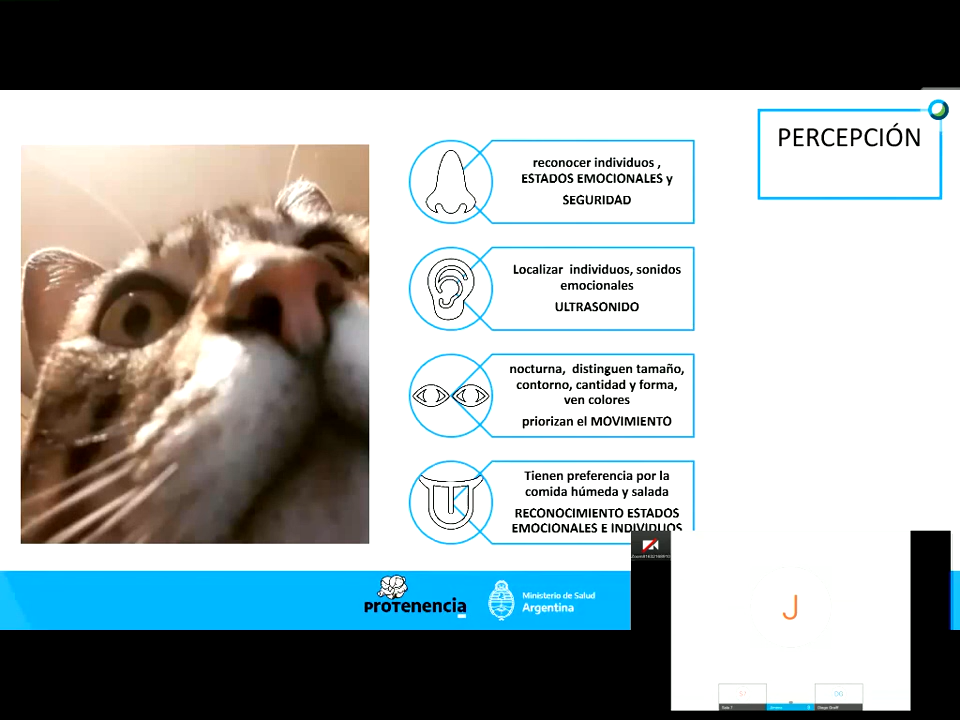 PERCEPCIÓN
reconocer individuos ,
ESTADOS EMOCIONALES y
SEGURIDAD
Localizar individuos, sonidos
emocionales
ULTRASONIDO
nocturna, distinguen tamaño,
contorno, cantidad y forma,
ven colores
priorizan el MOVIMIENTO
Tienen preferencia por la
comida húmeda y salada
RECONOCIMIENTO ESTADOS
EMOCIONALES E INDIVIDUOS
proTenencia
Ministerio de Salud
Argentina
J